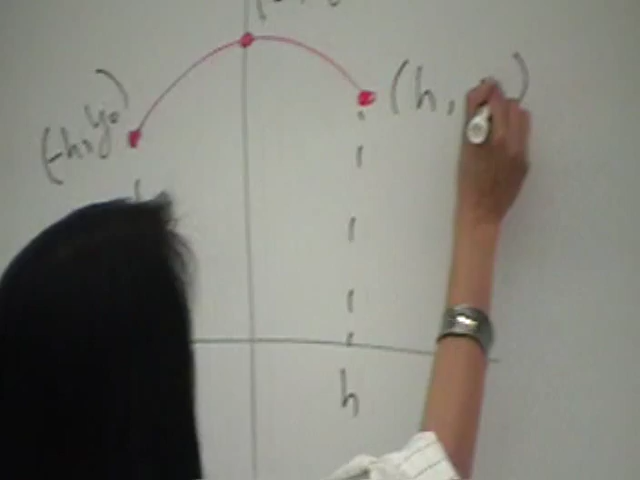 (-h, y₀)
(h, )
h